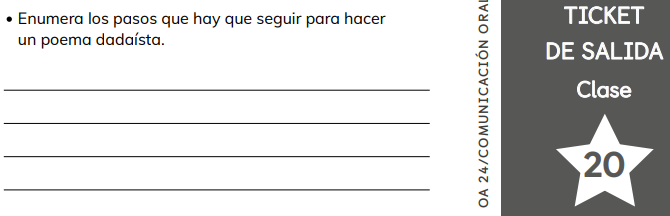 • Enumera los pasos que hay que seguir para hacer
un poema dadaísta.
OA 24/COMUNICACIÓN ORAL
TICKET
DE SALIDA
Clase
20